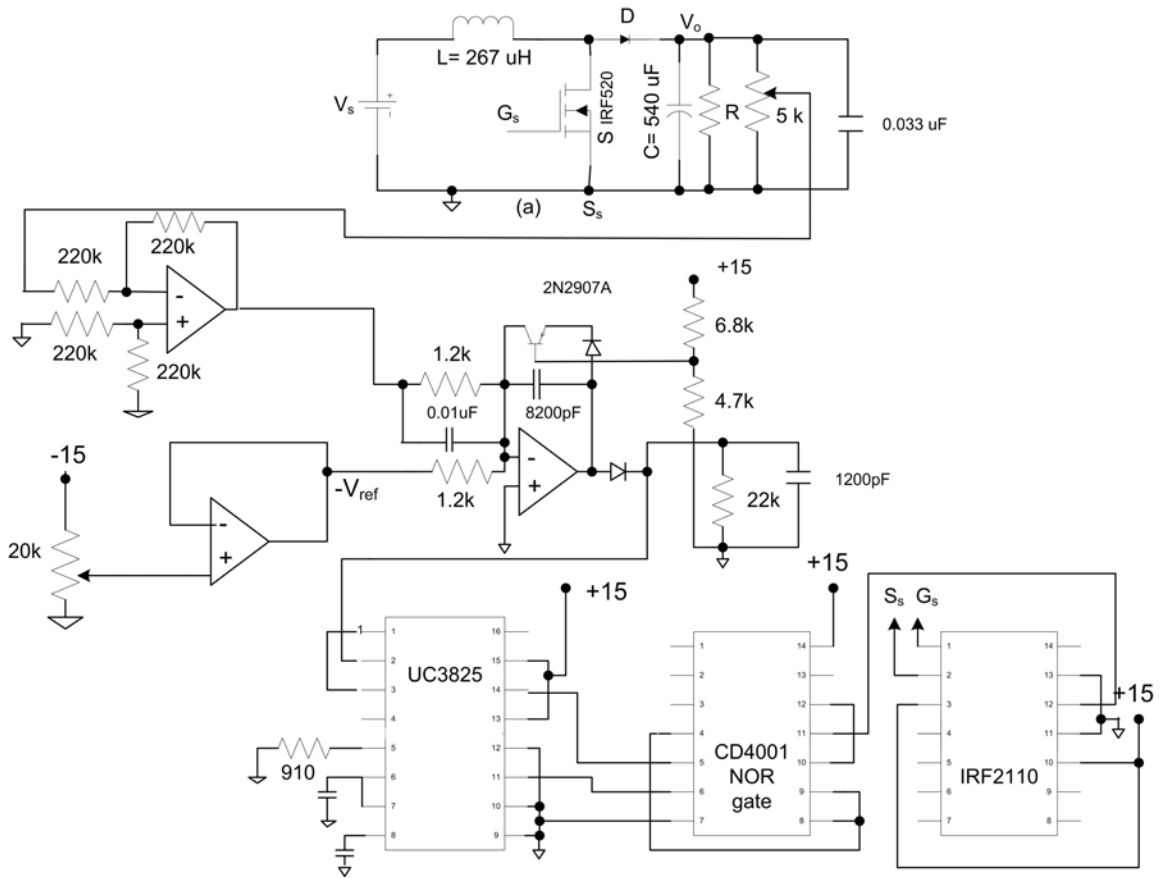 D
V₀
L= 267 uH
Vₛ
+
-
Gₛ
S IRF520
C= 540 uF
R
5 k
0.033 uF
(a)
Sₛ
220k
220k
-
+
220k
220k
+15
2N2907A
6.8k
1.2k
4.7k
0.01uF
8200pF
-
+
1.2k
22k
1200pF
-15
-V_ref
-
+
20k
+15
+15
Sₛ
Gₛ
+15
1
1
2
3
4
5
6
7
8
UC3825
16
15
14
13
12
11
10
9
910
1
2
3
4
5
6
7
CD4001
NOR
gate
14
13
12
11
10
9
8
1
2
3
4
5
6
7
IRF2110
14
13
12
11
10
9
8